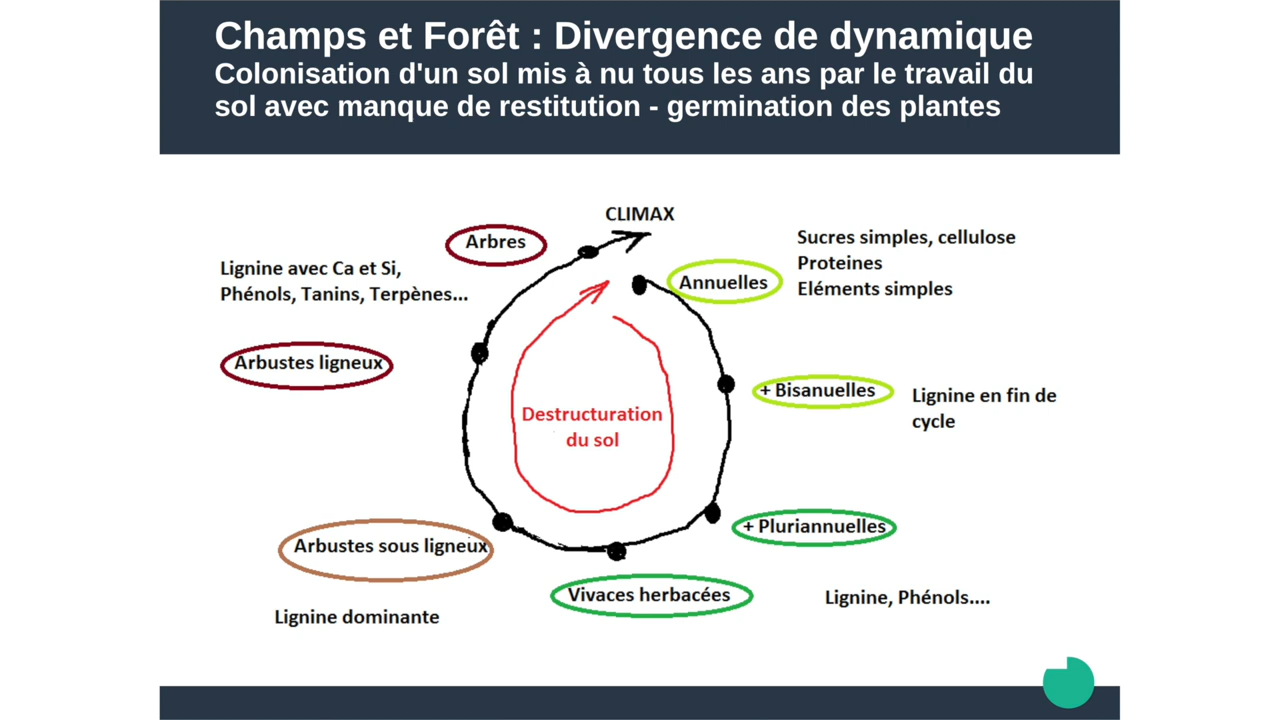 Champs et Forêt : Divergence de dynamique
Colonisation d'un sol mis à nu tous les ans par le travail du
sol avec manque de restitution - germination des plantes
CLIMAX
Arbres
Annuelles
Sucres simples, cellulose
Proteines
Eléments simples
Lignine avec Ca et Si,
Phénols, Tanins, Terpènes...
Arbustes ligneux
+ Bisanuelles
Lignine en fin de
cycle
Destructuration
du sol
+ Pluriannuelles
Arbustes sous ligneux
Vivaces herbacées
Lignine, Phénols....
Lignine dominante